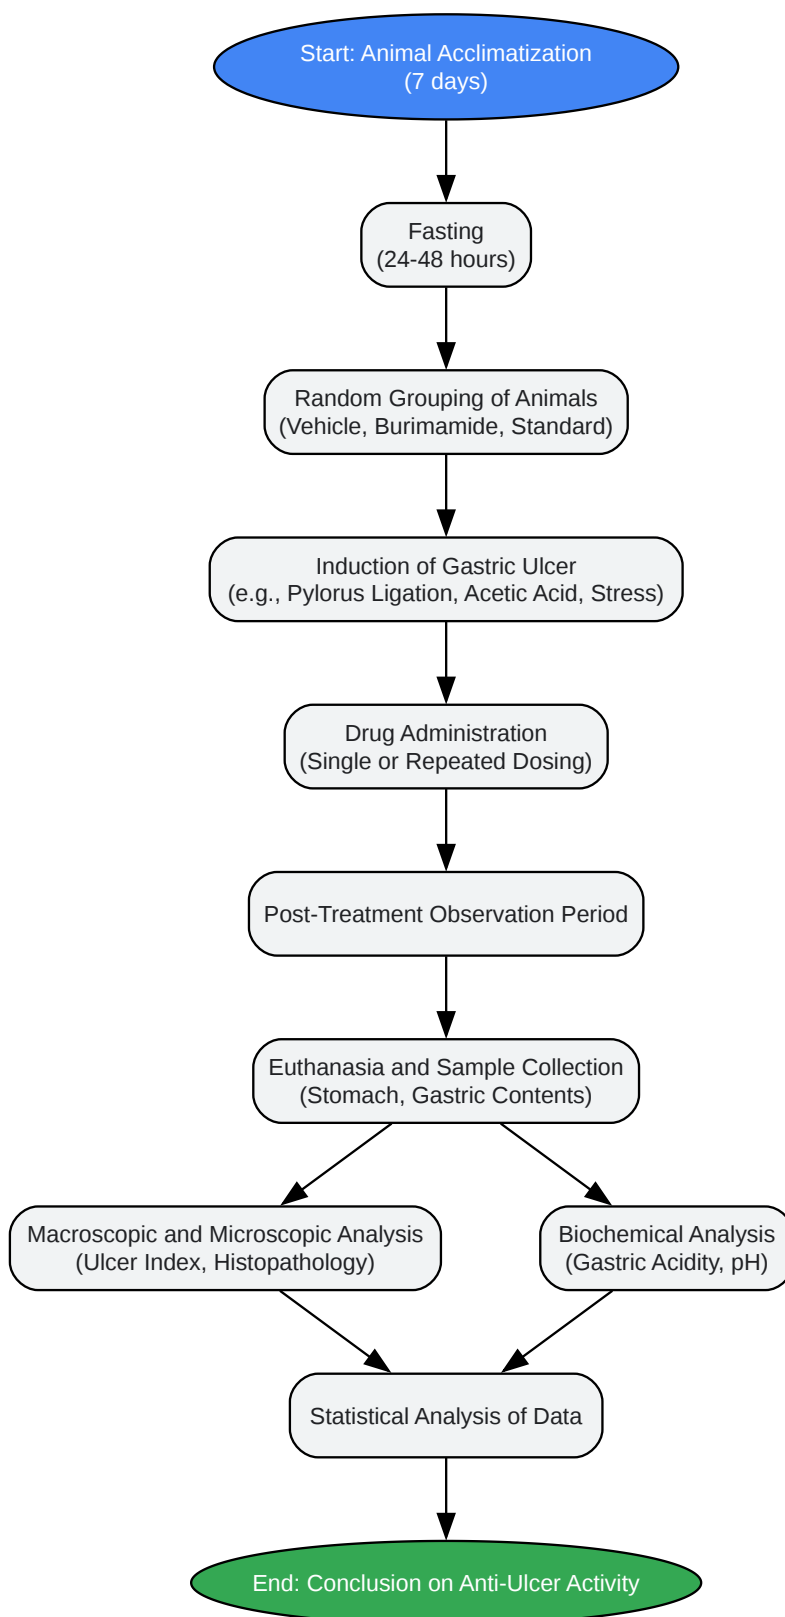 Start: Animal Acclimatization
(7 days)
Fasting
(24-48 hours)
Random Grouping of Animals
(Vehicle, Burimamide, Standard)
Induction of Gastric Ulcer
(e.g., Pylorus Ligation, Acetic Acid, Stress)
Drug Administration
(Single or Repeated Dosing)
Post-Treatment Observation Period
Euthanasia and Sample Collection
(Stomach, Gastric Contents)
Macroscopic and Microscopic Analysis
(Ulcer Index, Histopathology)
Biochemical Analysis
(Gastric Acidity, pH)
Statistical Analysis of Data
End: Conclusion on Anti-Ulcer Activity